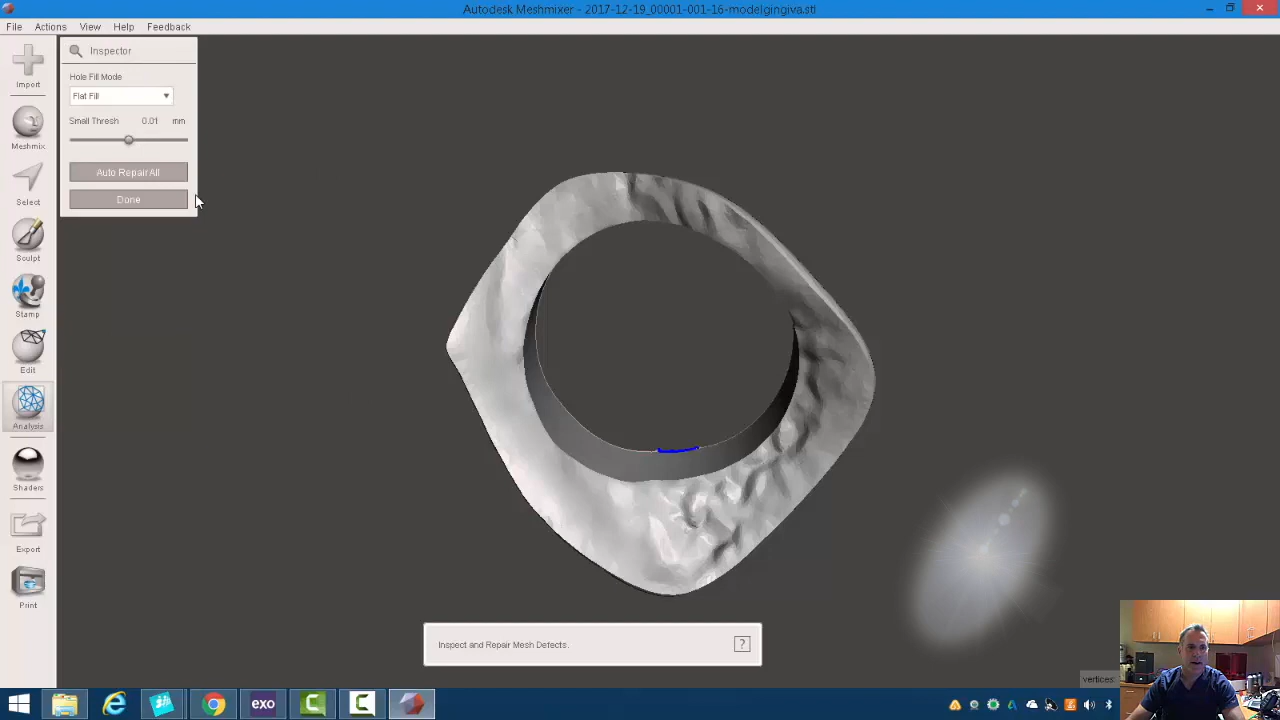 Autodesk Meshmixer - 2017-12-19_00001-001-16-modelgingiva.stl
File Actions View Help Feedback
Inspector
Hole Fill Mode
Flat Fill
Small Thresh 0.01 mm
Auto Repair All
Done
Import
Meshmix
Select
Sculpt
Stamp
Edit
Analysis
Shaders
Export
Print
Inspect and Repair Mesh Defects. ?
vertices:
exo